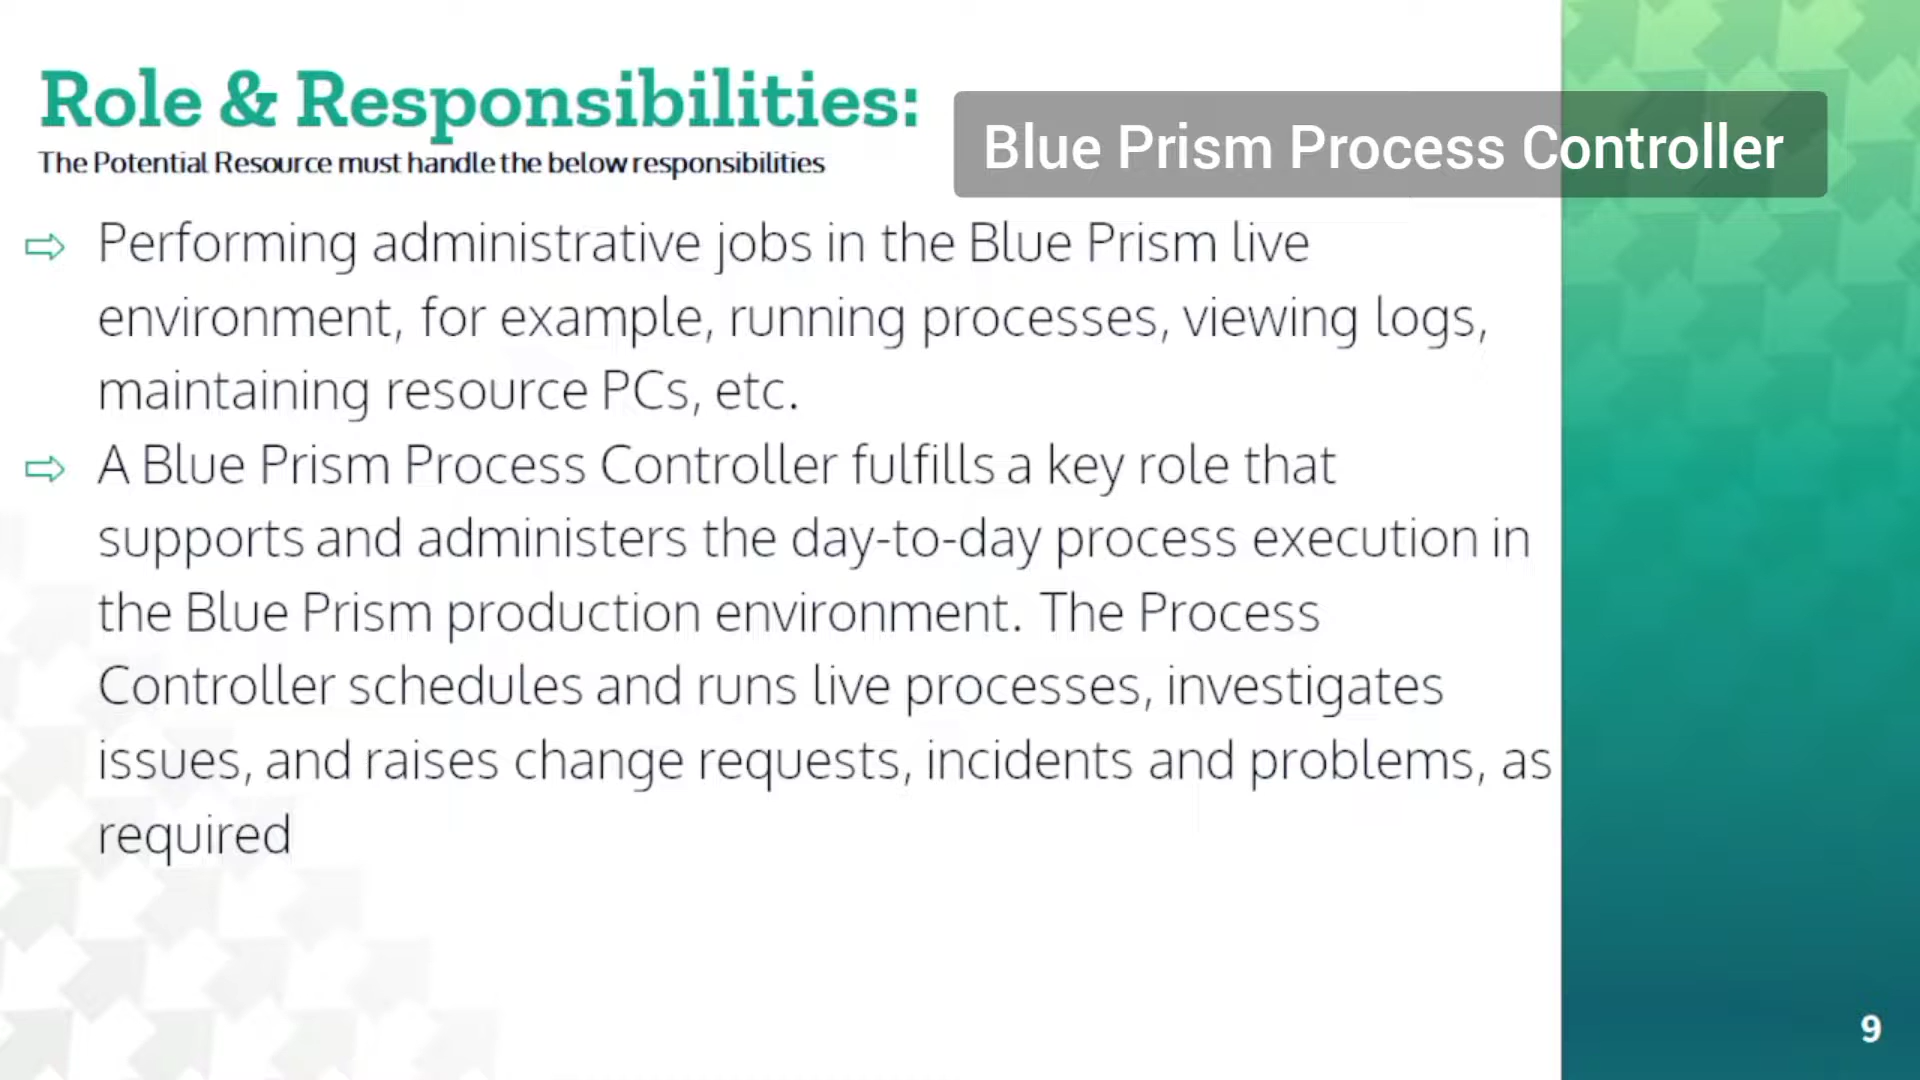 Role & Responsibilities:
The Potential Resource must handle the below responsibilities
Blue Prism Process Controller
⇨ Performing administrative jobs in the Blue Prism live
environment, for example, running processes, viewing logs,
maintaining resource PCs, etc.
⇨ A Blue Prism Process Controller fulfills a key role that
supports and administers the day-to-day process execution in
the Blue Prism production environment. The Process
Controller schedules and runs live processes, investigates
issues, and raises change requests, incidents and problems, as
required
9